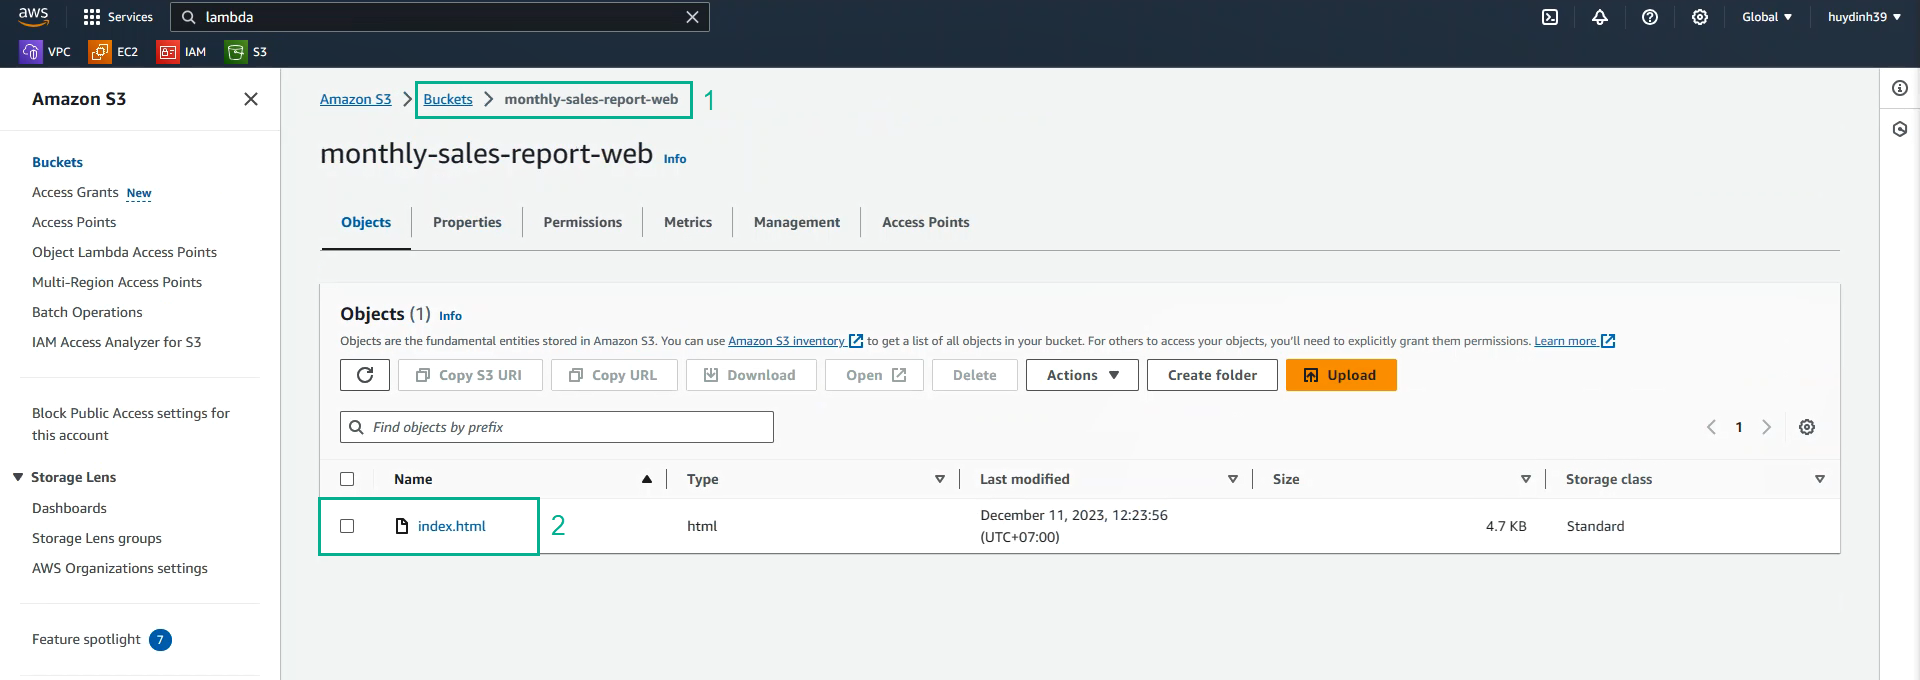 aws Services lambda Global huydinh39
VPC EC2 IAM S3
Amazon S3
Buckets
Access Grants New
Access Points
Object Lambda Access Points
Multi-Region Access Points
Batch Operations
IAM Access Analyzer for S3
Block Public Access settings for
this account
Storage Lens
Dashboards
Storage Lens groups
AWS Organizations settings
Feature spotlight 7
Amazon S3 Buckets monthly-sales-report-web 1
monthly-sales-report-web Info
Objects Properties Permissions Metrics Management Access Points
Objects (1) Info
Objects are the fundamental entities stored in Amazon S3. You can use Amazon S3 inventory to get a list of all objects in your bucket. For others to access your objects, you'll need to explicitly grant them permissions. Learn more
Copy S3 URI Copy URL Download Open Delete Actions Create folder Upload
Find objects by prefix 1
Name Type Last modified Size Storage class
index.html 2 html December 11, 2023, 12:23:56 4.7 KB Standard
(UTC+07:00)